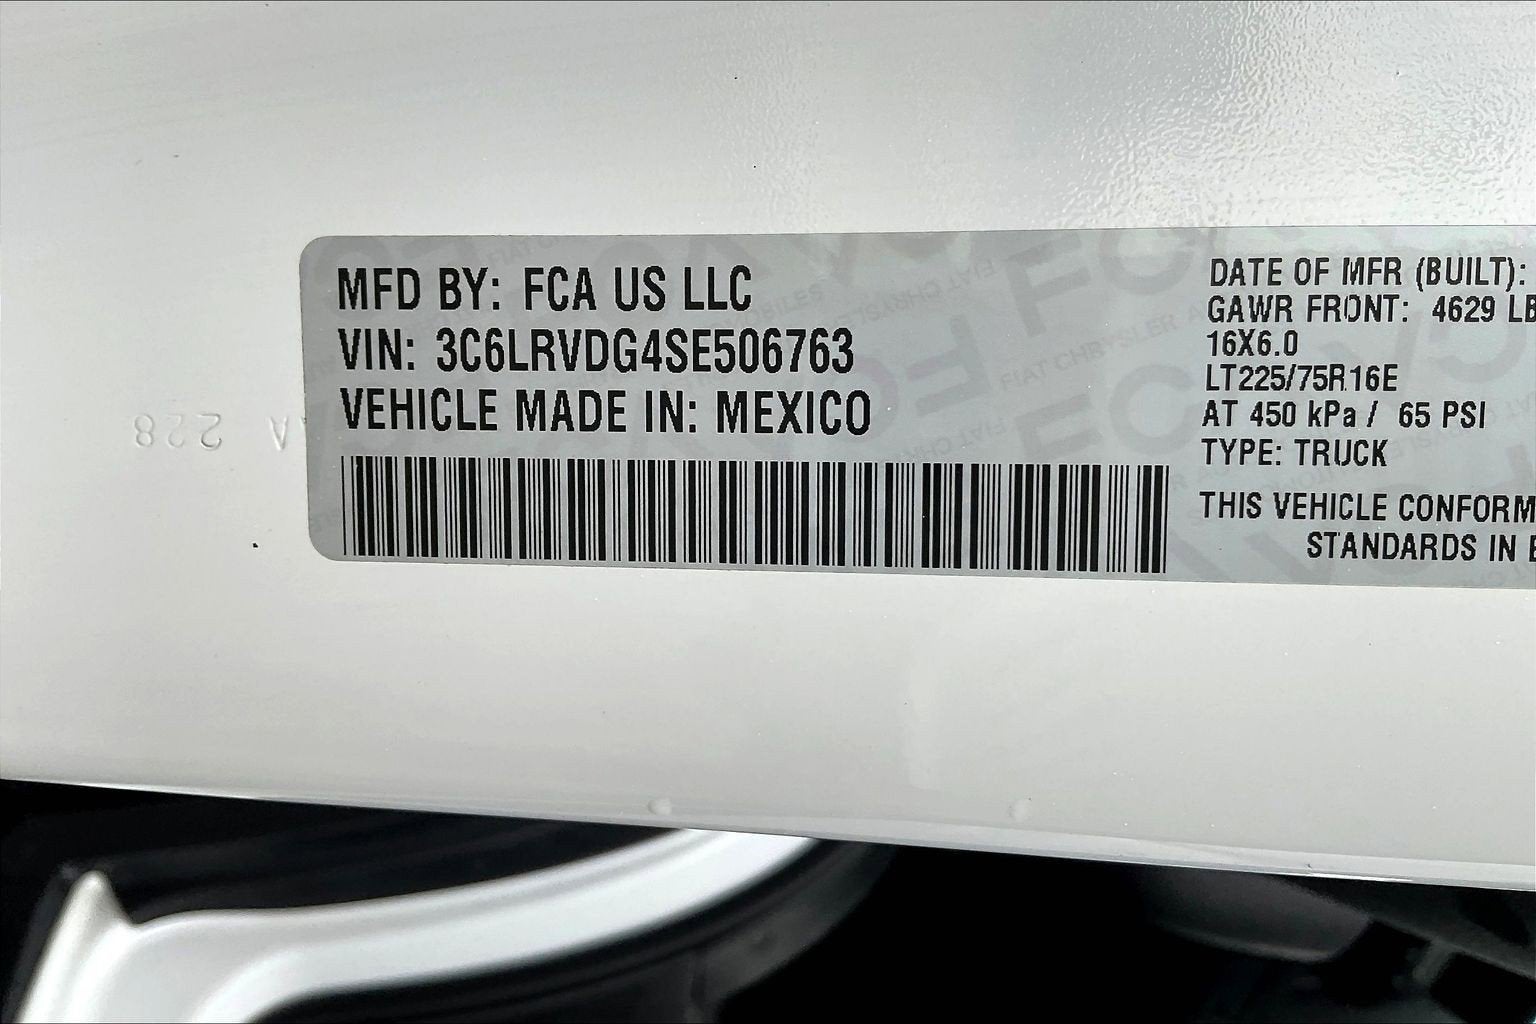 MFD BY: FCA US LLC
VIN: 3C6LRVDG4SE506763
VEHICLE MADE IN: MEXICO
DATE OF MFR (BUILT):
GAWR FRONT: 4629 LB
16X6.0
LT225/75R16E
AT 450 kPa / 65 PSI
TYPE: TRUCK
THIS VEHICLE CONFORM
STANDARDS IN
228